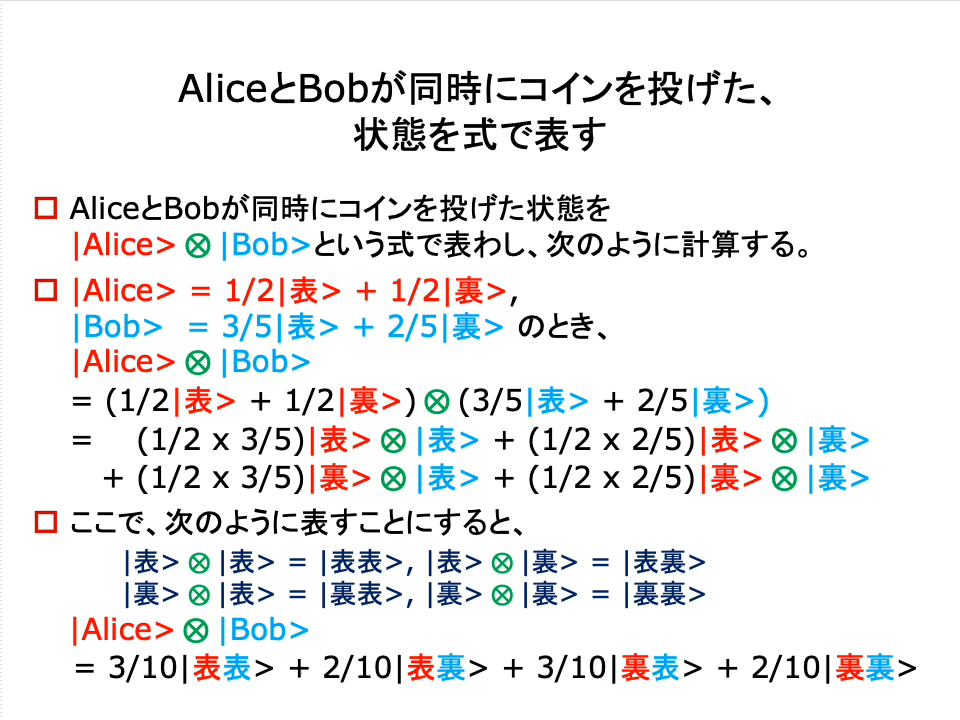 AliceとBobが同時にコインを投げた、
状態を式で表す
AliceとBobが同時にコインを投げた状態を
|Alice> ⊗ |Bob>という式で表わし、次のように計算する。
|Alice> = 1/2|表> + 1/2|裏>,
|Bob> = 3/5|表> + 2/5|裏> のとき、
|Alice> ⊗ |Bob>
= (1/2|表> + 1/2|裏>) ⊗ (3/5|表> + 2/5|裏>)
= (1/2 x 3/5)|表> ⊗ |表> + (1/2 x 2/5)|表> ⊗ |裏>
+ (1/2 x 3/5)|裏> ⊗ |表> + (1/2 x 2/5)|裏> ⊗ |裏>
ここで、次のように表すことにすると、
|表> ⊗ |表> = |表表>, |表> ⊗ |裏> = |表裏>
|裏> ⊗ |表> = |裏表>, |裏> ⊗ |裏> = |裏裏>
|Alice> ⊗ |Bob>
= 3/10|表表> + 2/10|表裏> + 3/10|裏表> + 2/10|裏裏>